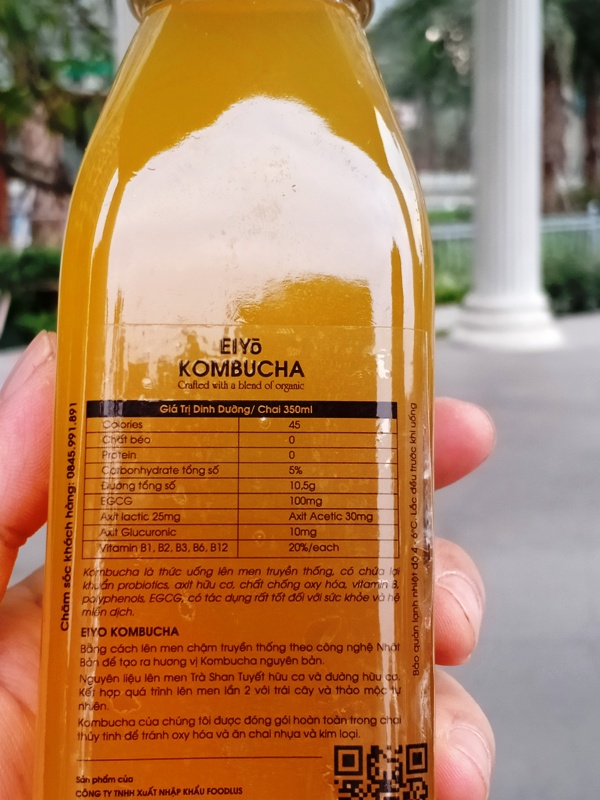 EIYō
KOMBUCHA
Crafted with a blend of organic
Giá Trị Dinh Dưỡng/ Chai 350ml
Calories 45
Chất béo 0
Protein 0
Carbonhydrate tổng số 5%
Đường tổng số 10,5g
EGCG 100mg
Axit lactic 25mg Axit Acetic 30mg
Axit Glucuronic 10mg
Vitamin B1, B2, B3, B6, B12 20%/each
Kombucha là thức uống lên men truyền thống, có chứa lợi
khuẩn probiotics, axit hữu cơ, chất chống oxy hóa, vitamin B,
polyphenols, EGCG, có tác dụng rất tốt đối với sức khỏe và hệ
miễn dịch.
EIYO KOMBUCHA
Bằng cách lên men chậm truyền thống theo công nghệ Nhật
Bản để tạo ra hương vị Kombucha nguyên bản.
Nguyên liệu lên men Trà Shan Tuyết hữu cơ và đường hữu cơ.
Kết hợp quá trình lên men lần 2 với trái cây và thảo mộc tự
nhiên.
Kombucha của chúng tôi được đóng gói hoàn toàn trong chai
thủy tinh để tránh oxy hóa và ăn chai nhựa và kim loại.
Sản phẩm của
CÔNG TY TNHH XUẤT NHẬP KHẨU FOODLUS
Chăm sóc khách hàng: 0845.991.891
Bảo quản lạnh nhiệt độ 4 - 6°C. Lắc đều trước khi uống